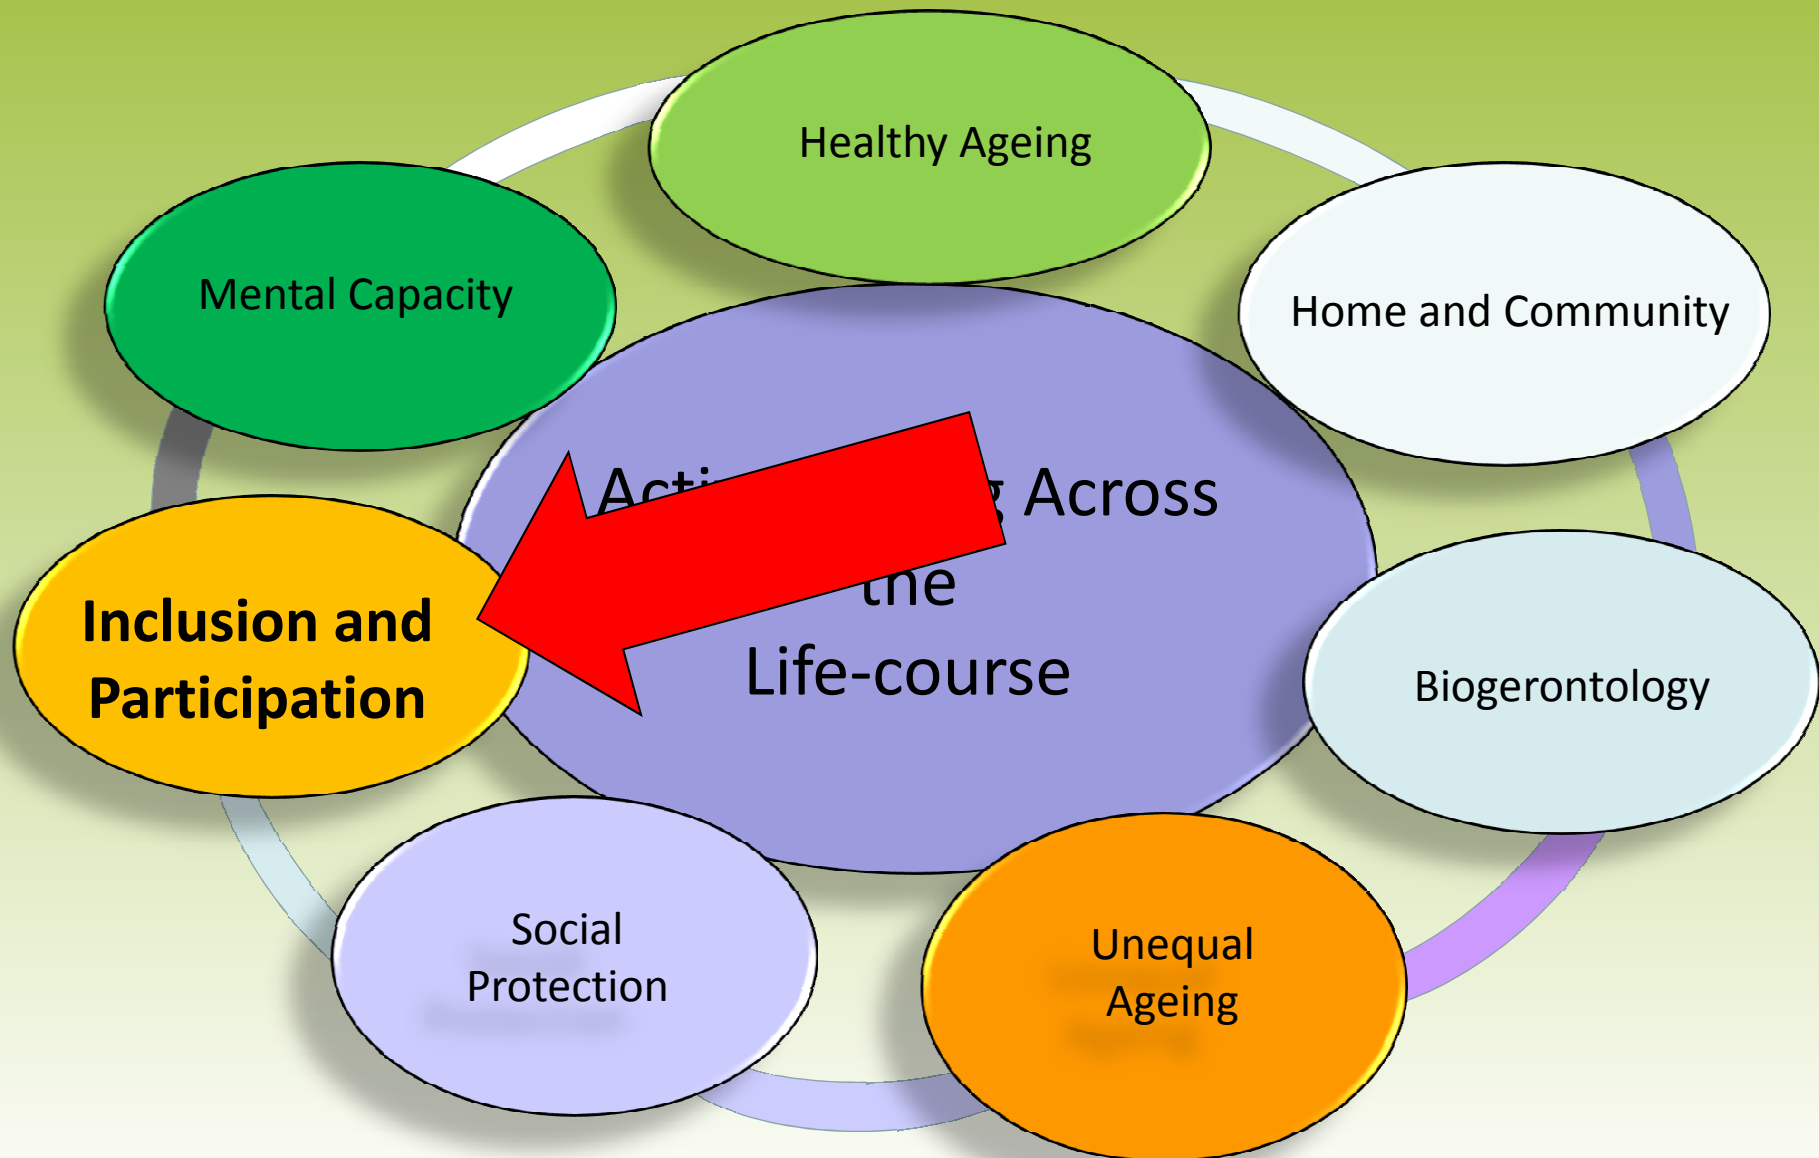 Healthy Ageing
Mental Capacity
Home and Community
Across
the
Life-course
Inclusion and
Participation
Biogerontology
Social
Protection
Unequal
Ageing